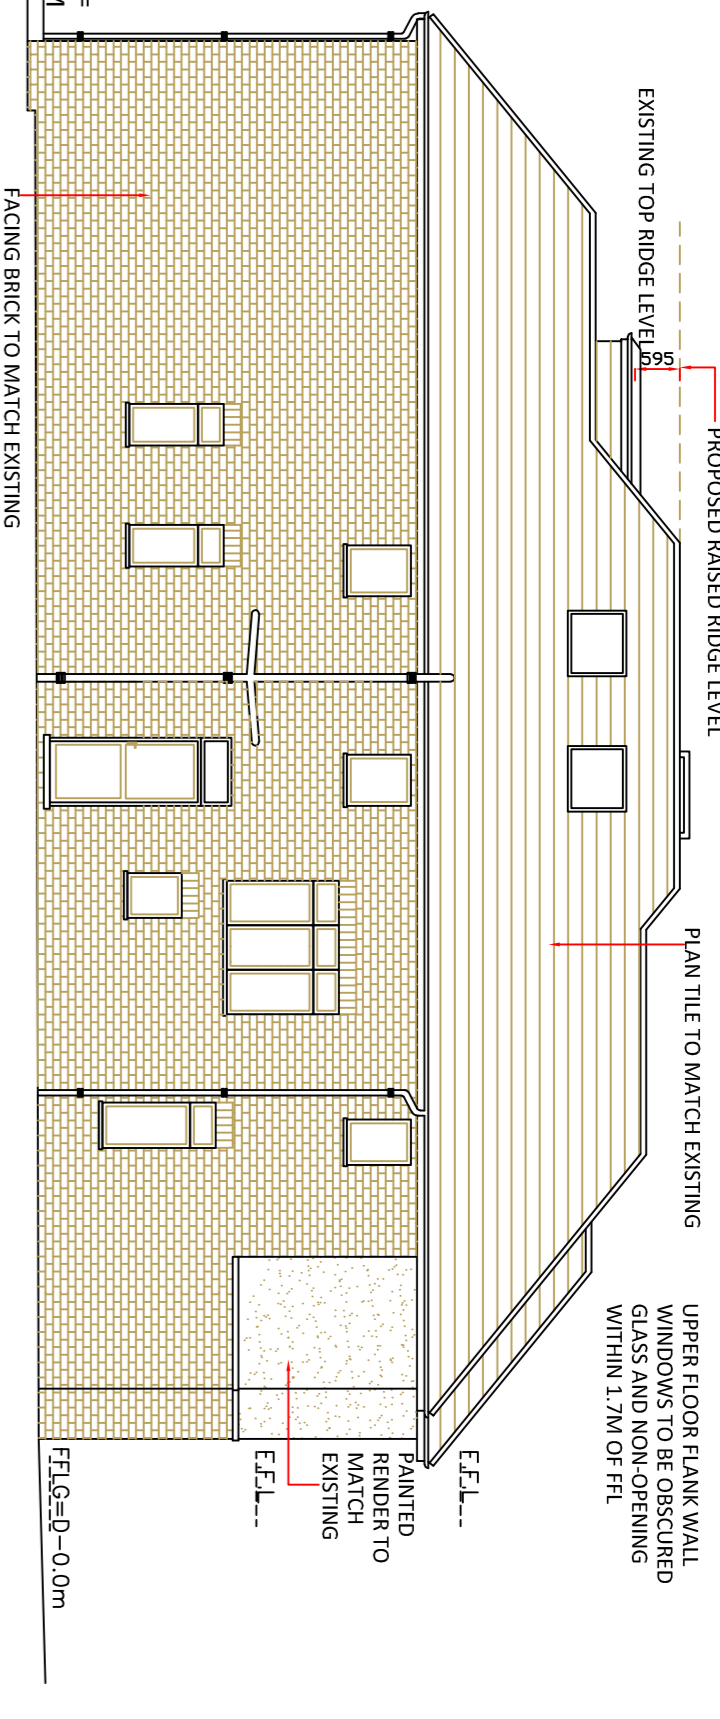 PROPOSED RAISED RIDGE LEVEL
EXISTING TOP RIDGE LEVEL
595
PLAN TILE TO MATCH EXISTING
UPPER FLOOR FLANK WALL
WINDOWS TO BE OBSCURED
GLASS AND NON-OPENING
WITHIN 1.7M OF FFL
F.F.L
PAINTED
RENDER TO
MATCH
EXISTING
F.F.L
FFLG=D-0.0m
FACING BRICK TO MATCH EXISTING